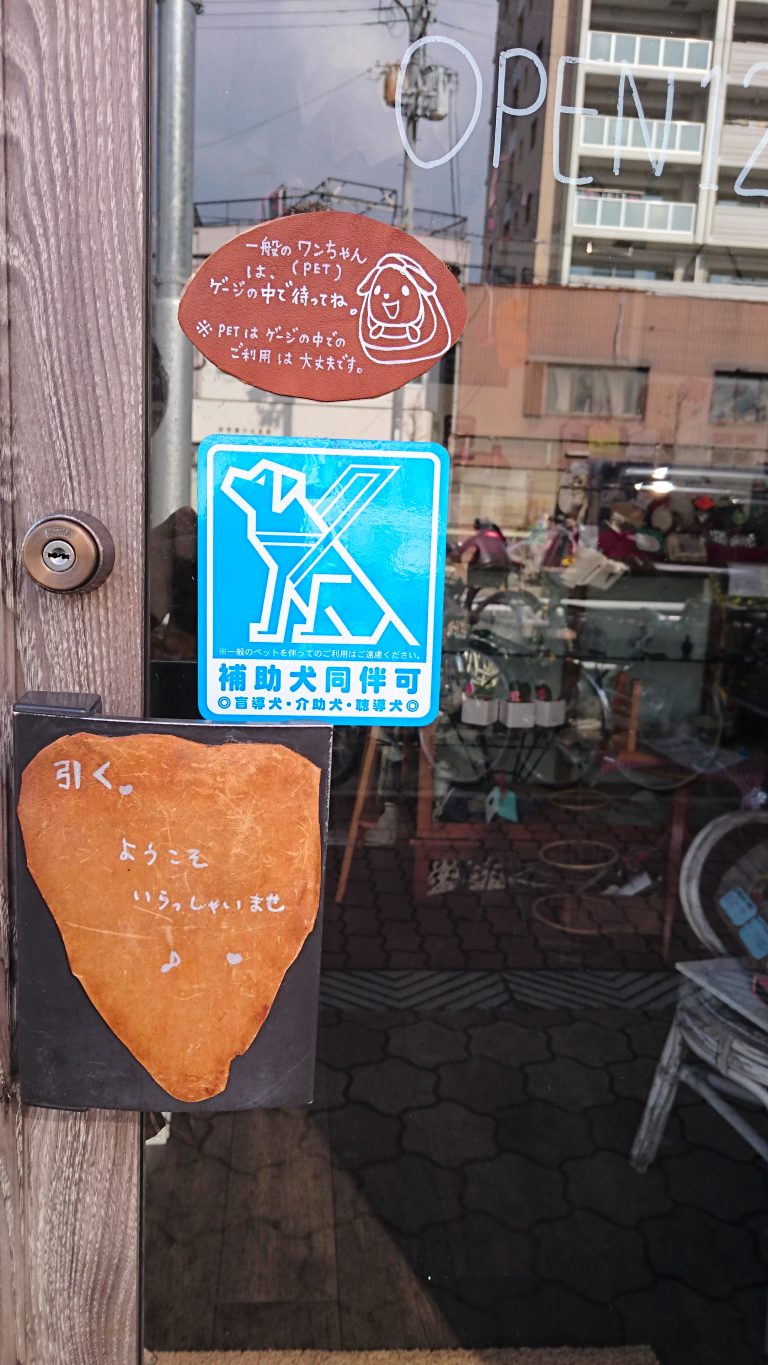 OPEN 12
一般の ワンちゃん
は、(PET)
ゲージの中で待ってね。
※ PETは ゲージの中での
ご利用は 大丈夫です。
※一般のペットを伴ってのご利用はご遠慮ください。
補助犬同伴可
◎盲導犬・介助犬・聴導犬◎
引く。
ようこそ
いらっしゃいませ
♪ ♥